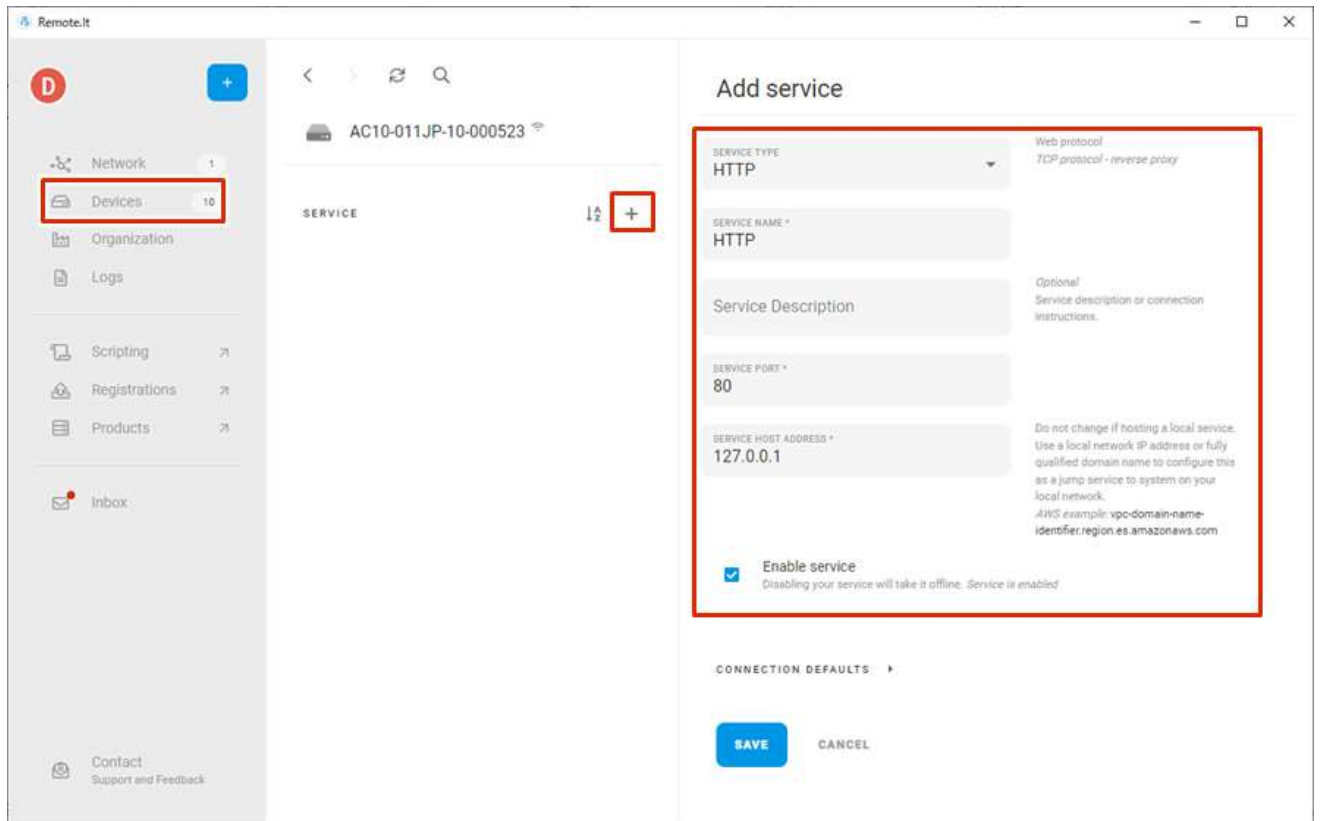 Remote.It
D
+
Network 1
Devices 10
Organization
Logs
Scripting
Registrations
Products
Inbox
Contact
Support and Feedback
AC10-011JP-10-000523
SERVICE
+
Add service
SERVICE TYPE
HTTP
Web protocol
TCP protocol - reverse proxy
SERVICE NAME *
HTTP
Service Description
Optional
Service description or connection
instructions.
SERVICE PORT *
80
SERVICE HOST ADDRESS *
127.0.0.1
Do not change if hosting a local service.
Use a local network IP address or fully
qualified domain name to configure this
as a jump service to system on your
local network.
AWS example: vpc-domain-name-
identifier.region.es.amazonaws.com
Enable service
Disabling your service will take it offline. Service is enabled
CONNECTION DEFAULTS
SAVE CANCEL